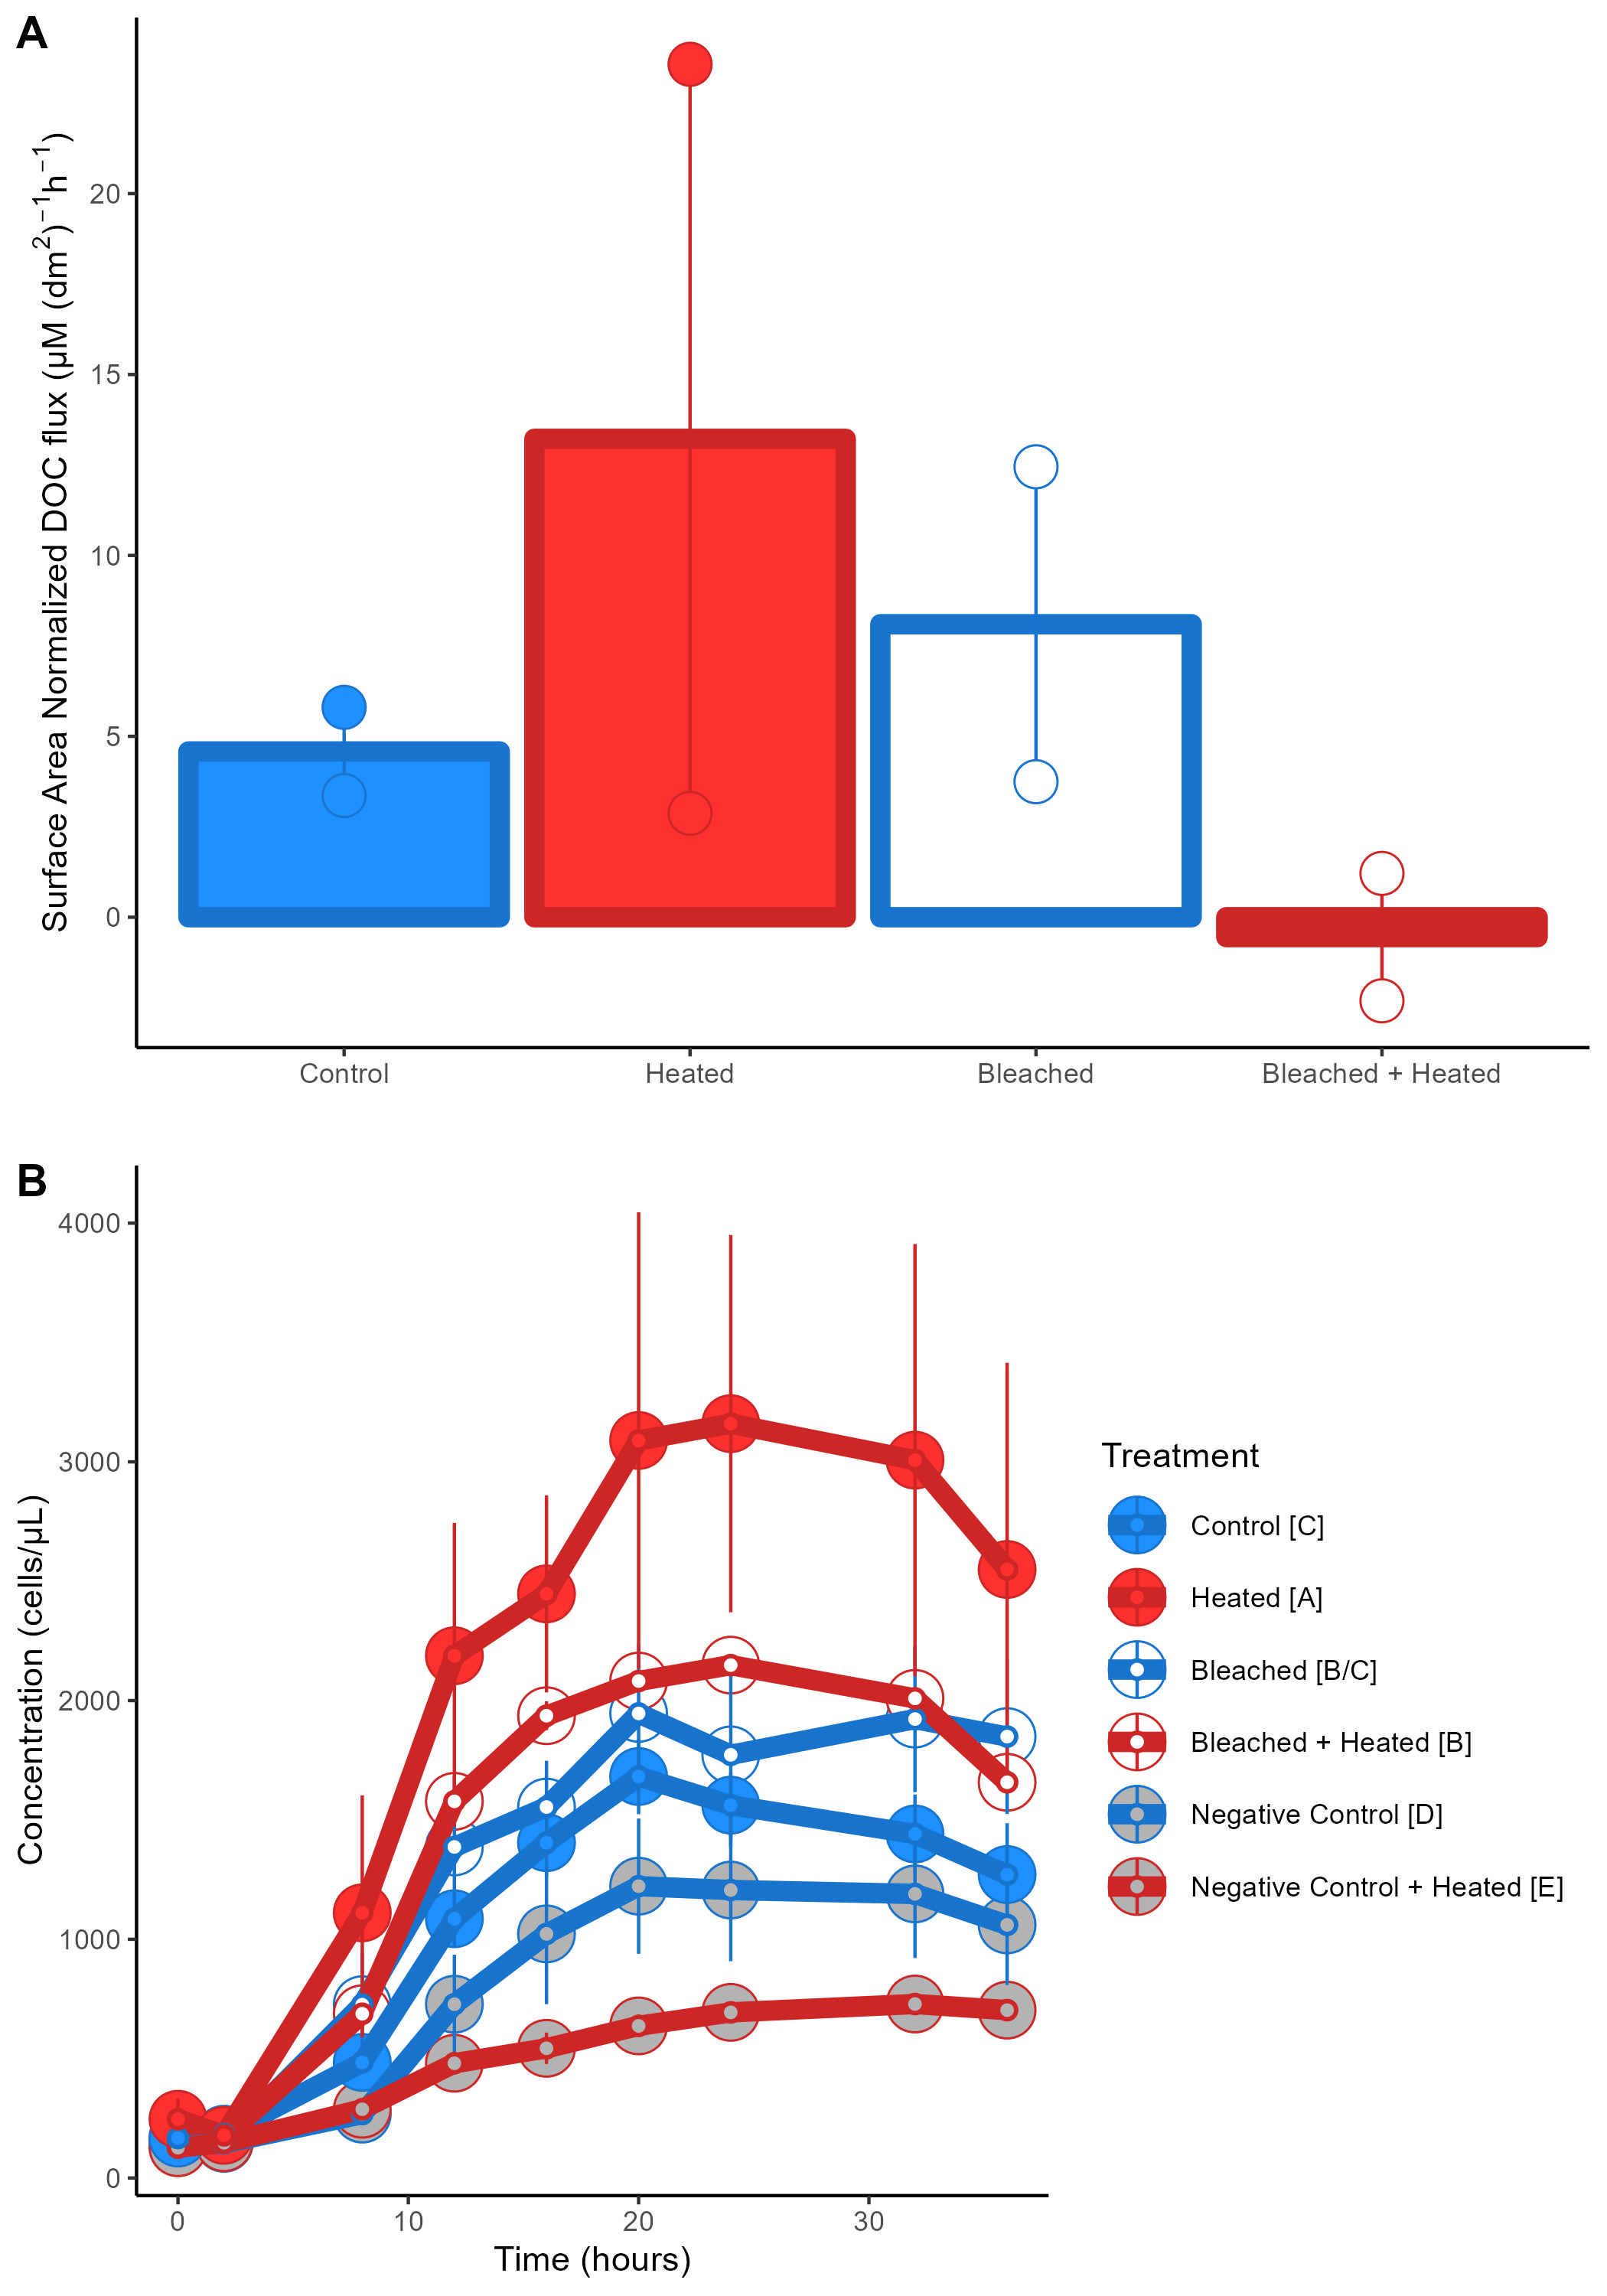 A
Surface Area Normalized DOC flux (μM (dm²)⁻¹h⁻¹)
20
15
10
5
0
Control Heated Bleached Bleached + Heated
B
Concentration (cells/μL)
4000
3000
2000
1000
0
0 10 20 30
Time (hours)
Treatment
Control [C]
Heated [A]
Bleached [B/C]
Bleached + Heated [B]
Negative Control [D]
Negative Control + Heated [E]